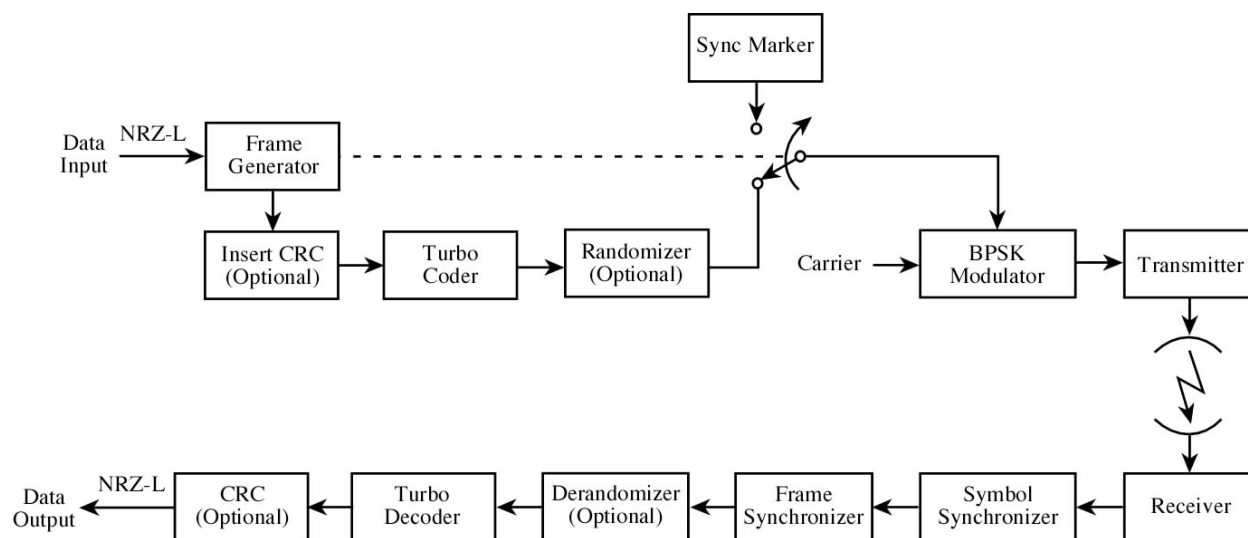 Sync Marker
Data
Input
NRZ-L
Frame
Generator
Insert CRC
(Optional)
Turbo
Coder
Randomizer
(Optional)
Carrier
BPSK
Modulator
Transmitter
Data
Output
NRZ-L
CRC
(Optional)
Turbo
Decoder
Derandomizer
(Optional)
Frame
Synchronizer
Symbol
Synchronizer
Receiver